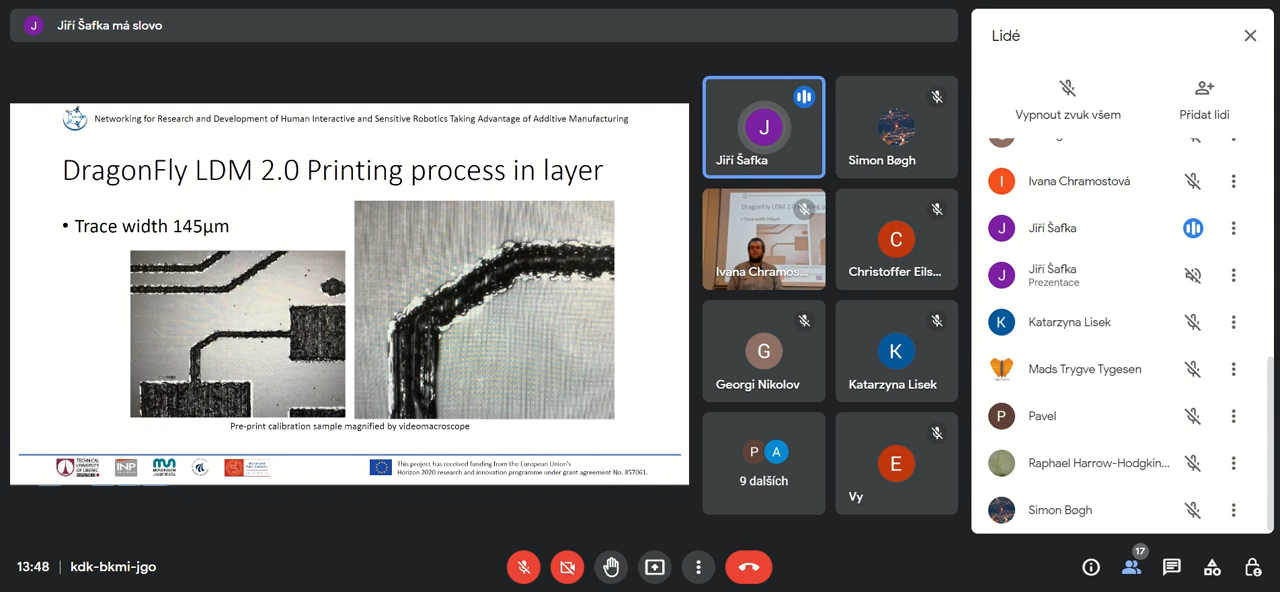 J
Jiří Šafka má slovo
Networking for Research and Development of Human Interactive and Sensitive Robotics Taking Advantage of Additive Manufacturing
DragonFly LDM 2.0 Printing process in layer
• Trace width 145µm
Pre-print calibration sample magnified by videomacroscope
TECHNICAL
UNIVERSITY
OF LIBEREC
INP
This project has received funding from the European Union's
Horizon 2020 research and innovation programme under grant agreement No. 857061.
J
Jiří Šafka
Simon Bøgh
Ivana Chramos...
C
Christoffer Eils...
G
Georgi Nikolov
K
Katarzyna Lisek
P A
9 dalších
E
Vy
Lidé
Vypnout zvuk všem
Přidat lidi
I
Ivana Chramostová
J
Jiří Šafka
J
Jiří Šafka
Prezentace
K
Katarzyna Lisek
Mads Trygve Tygesen
P
Pavel
Raphael Harrow-Hodgkin...
Simon Bøgh
13:48 | kdk-bkmi-jgo
17